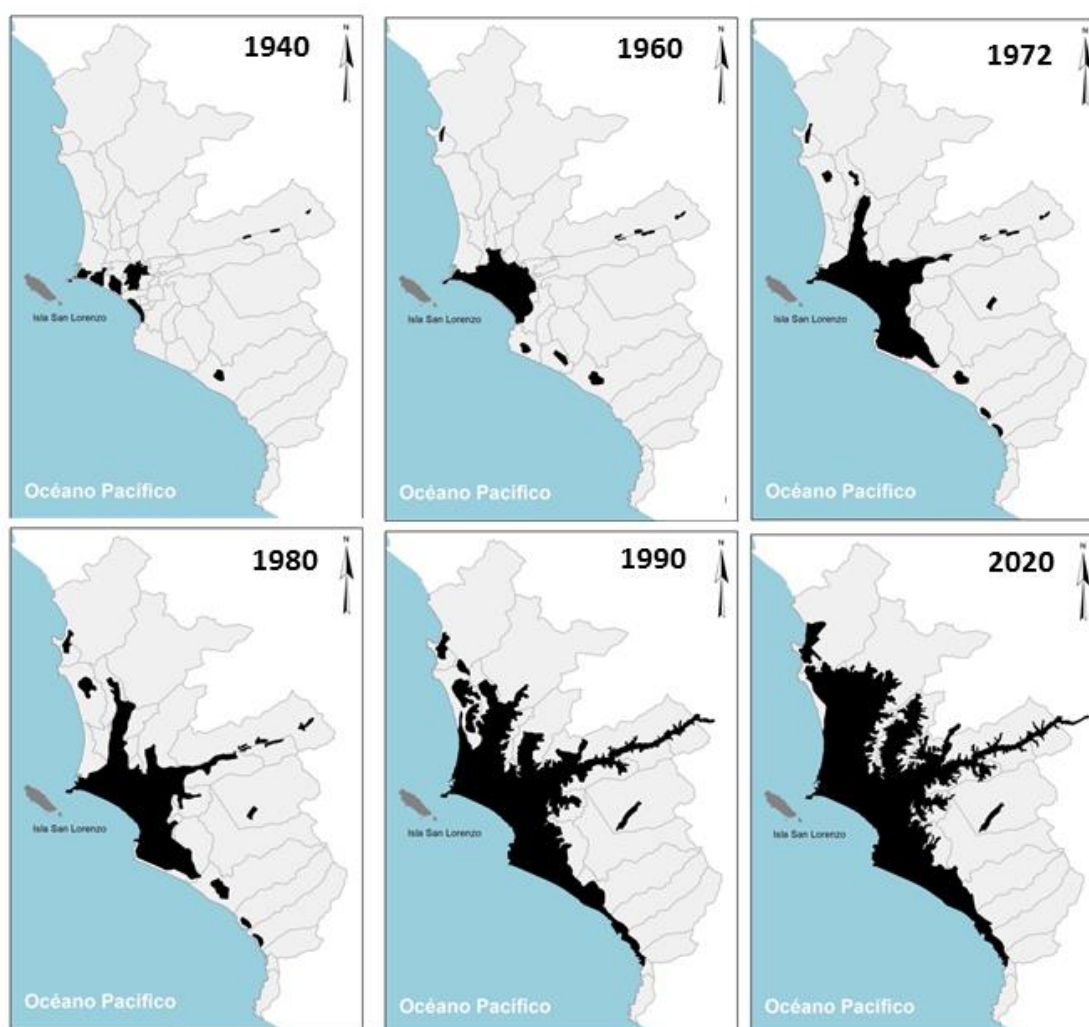 1940
N
Isla San Lorenzo
Océano Pacífico
1960
N
Isla San Lorenzo
Océano Pacífico
1972
N
Isla San Lorenzo
Océano Pacífico
1980
N
Isla San Lorenzo
Océano Pacífico
1990
N
Isla San Lorenzo
Océano Pacífico
2020
N
Isla San Lorenzo
Océano Pacífico